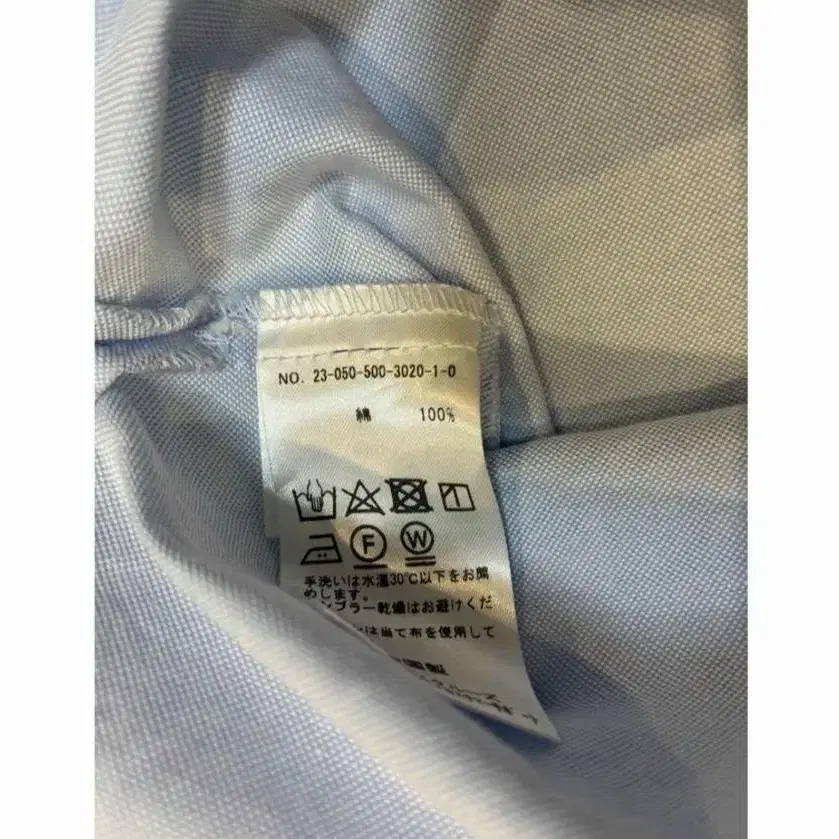 NO. 23-050-500-3020-1-0
綿 100%
F W
手洗いは水温30℃以下をお薦
めします。
ンブラー乾燥はお避けくだ
は当て布を使用して